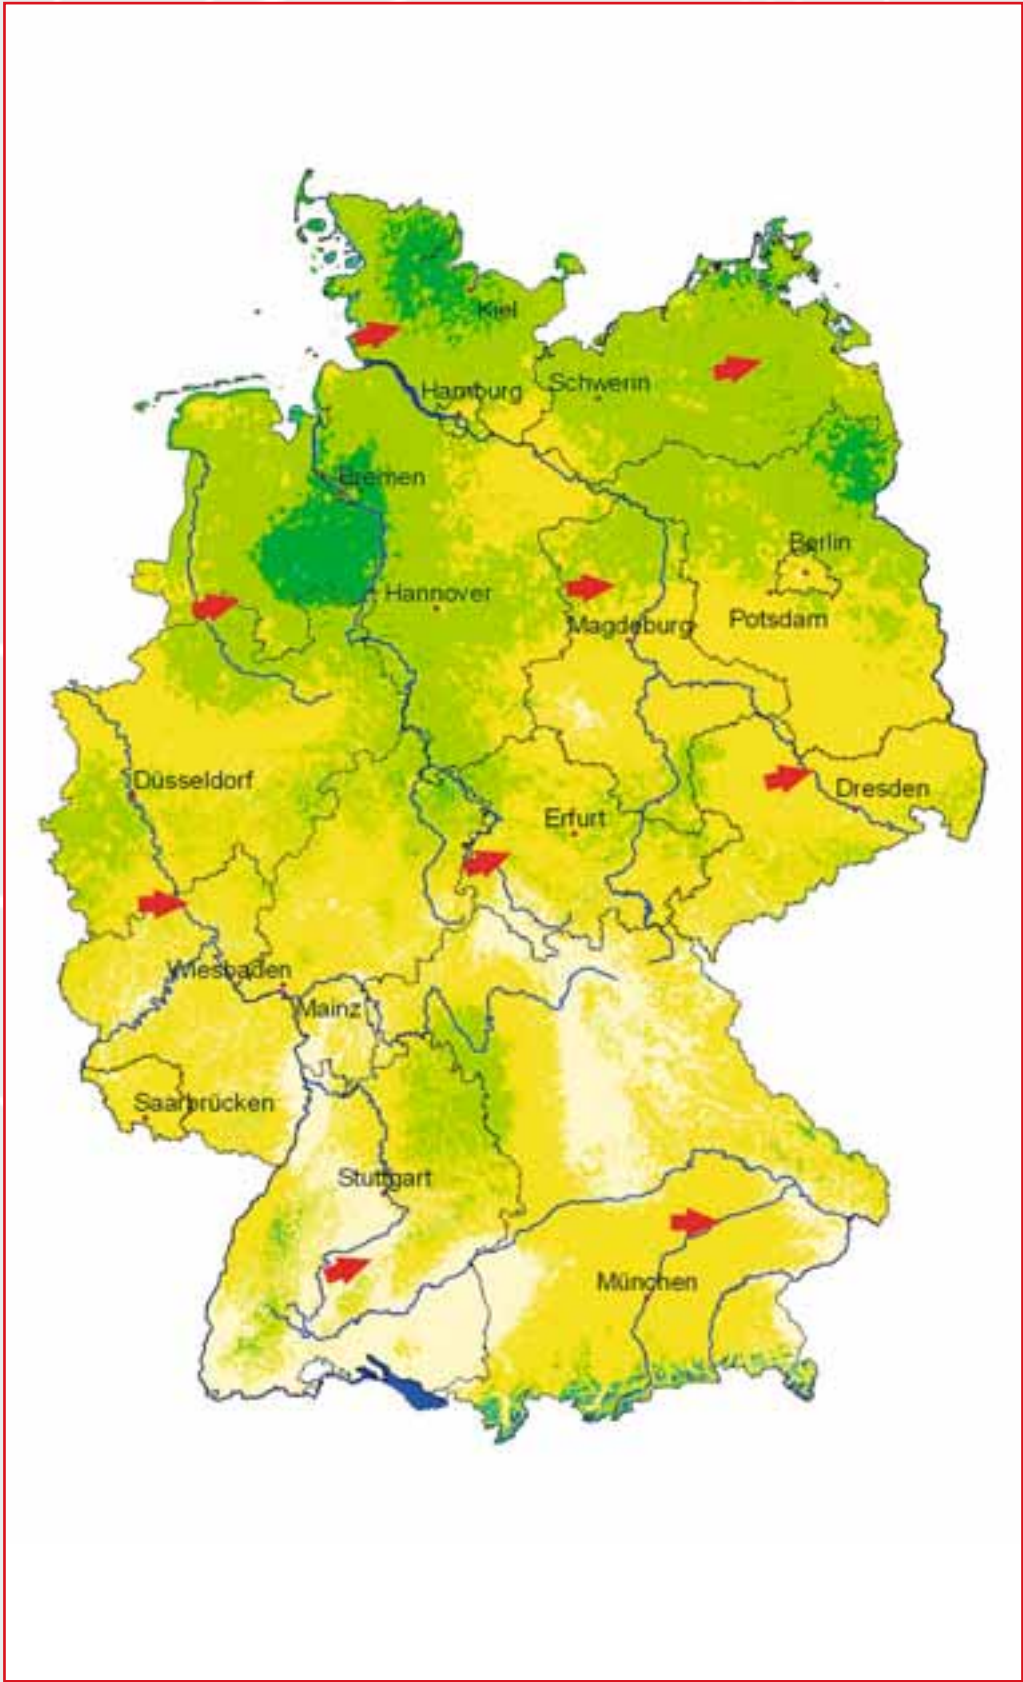 Kiel
Hamburg
Schwerin
Bremen
Berlin
Hannover
Magdeburg
Potsdam
Düsseldorf
Dresden
Erfurt
Wiesbaden
Mainz
Saarbrücken
Stuttgart
München